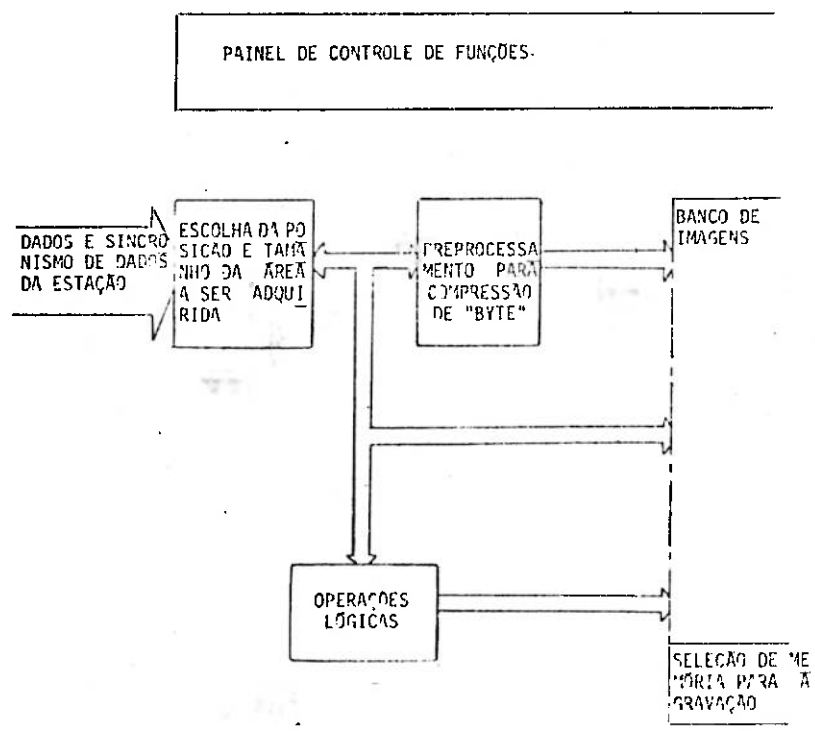 PAINEL DE CONTROLE DE FUNÇÕES.
DADOS E SINCRO
NISMO DE DADOS
DA ESTAÇÃO
ESCOLHA DA PO
SICÃO E TAMA
NHO DA ÁREA
A SER ADQUI
RIDA
PREPROCESSA
MENTO PARA
COMPRESSÃO
DE "BYTE"
BANCO DE
IMAGENS
OPERAÇÕES
LÓGICAS
SELEÇÃO DE ME
MÓRIA PARA A
GRAVAÇÃO